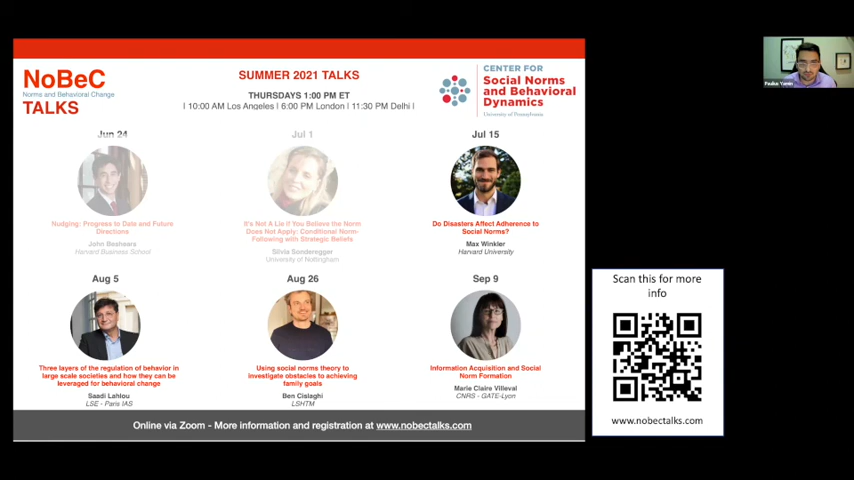 NoBeC
Norms and Behavioral Change
TALKS
SUMMER 2021 TALKS
THURSDAYS 1:00 PM ET
| 10:00 AM Los Angeles | 6:00 PM London | 11:30 PM Delhi |
CENTER FOR
Social Norms
and Behavioral
Dynamics
University of Pennsylvania
Paulius Yamin
Jun 24
Nudging: Progress to Date and Future
Directions
John Beshears
Harvard Business School
Jul 1
It's Not A Lie If You Believe the Norm
Does Not Apply: Conditional Norm-
Following with Strategic Beliefs
Silvia Sonderegger
University of Nottingham
Jul 15
Do Disasters Affect Adherence to
Social Norms?
Max Winkler
Harvard University
Aug 5
Three layers of the regulation of behavior in
large scale societies and how they can be
leveraged for behavioral change
Saadi Lahlou
LSE - Paris IAS
Aug 26
Using social norms theory to
investigate obstacles to achieving
family goals
Ben Cislaghi
LSHTM
Sep 9
Information Acquisition and Social
Norm Formation
Marie Claire Villeval
CNRS - GATE-Lyon
Scan this for more
info
www.nobectalks.com
Online via Zoom - More information and registration at www.nobectalks.com